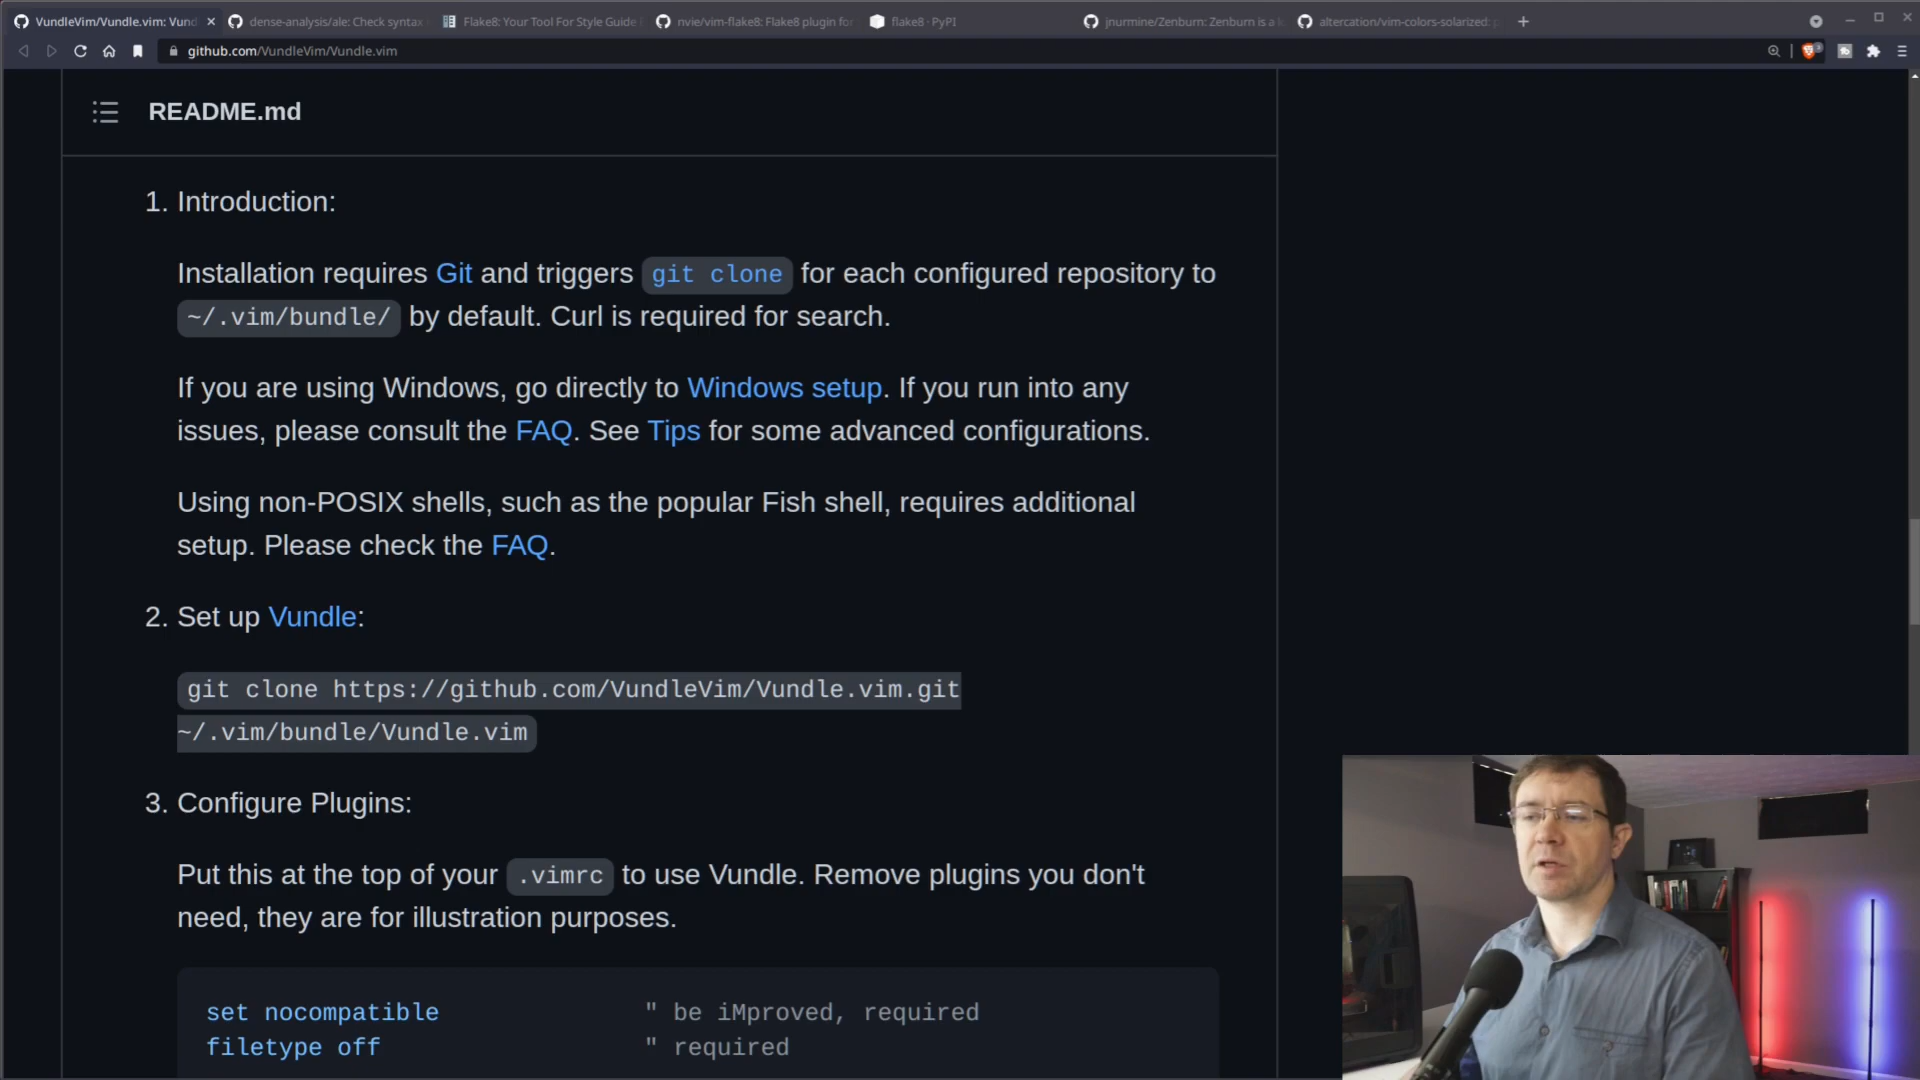 VundleVim/Vundle.vim: Vund
dense-analysis/ale: Check syntax
Flake8: Your Tool For Style Guide
nvie/vim-flake8: Flake8 plugin for
flake8 · PyPI
jnurmine/Zenburn: Zenburn is a
altercation/vim-colors-solarized:
github.com/VundleVim/Vundle.vim
README.md
1. Introduction:
Installation requires Git and triggers git clone for each configured repository to
~/.vim/bundle/ by default. Curl is required for search.
If you are using Windows, go directly to Windows setup. If you run into any
issues, please consult the FAQ. See Tips for some advanced configurations.
Using non-POSIX shells, such as the popular Fish shell, requires additional
setup. Please check the FAQ.
2. Set up Vundle:
git clone https://github.com/VundleVim/Vundle.vim.git
~/.vim/bundle/Vundle.vim
3. Configure Plugins:
Put this at the top of your .vimrc to use Vundle. Remove plugins you don't
need, they are for illustration purposes.
set nocompatible " be iMproved, required
filetype off " required